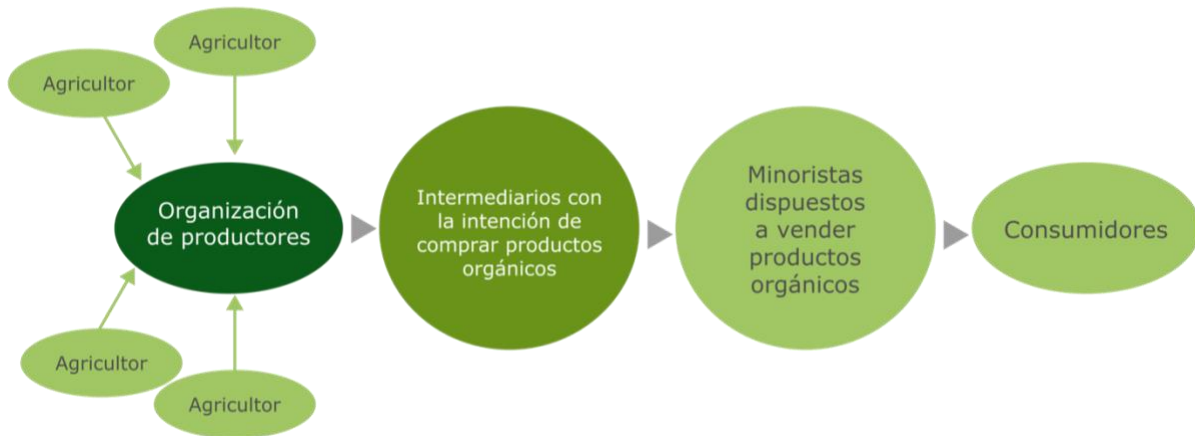 Agricultor
Agricultor
Organización
de productores
Agricultor
Agricultor
Intermediarios con
la intención de
comprar productos
orgánicos
Minoristas
dispuestos
a vender
productos
orgánicos
Consumidores